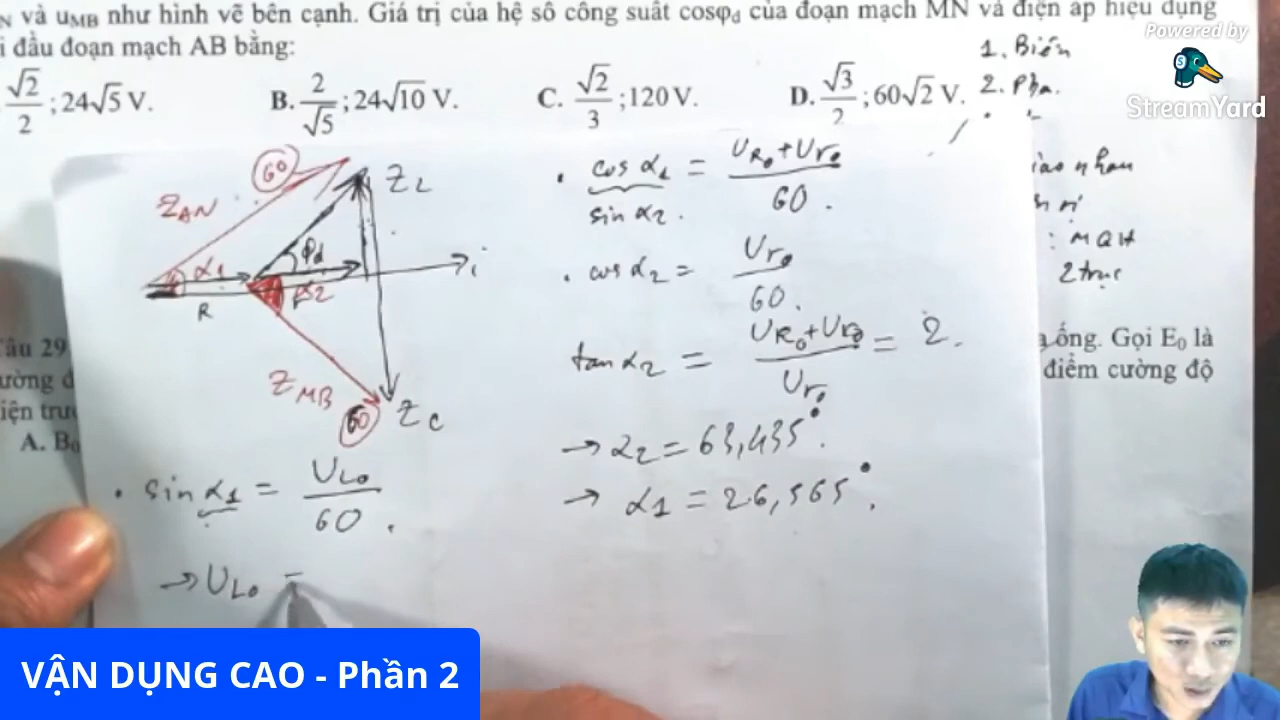 N và uMB như hình vẽ bên cạnh. Giá trị của hệ số công suất cosφd của đoạn mạch MN và điện áp hiệu dụng
i đầu đoạn mạch AB bằng:
√2/2 ; 24√5 V. B. 2/√5 ; 24√10 V. C. √2/3 ; 120 V. D. √3/2 ; 60√2 V.
Powered by
StreamYard
1. Biên
2. Pha.
MQH
2 trục
60
ZL
ZAN
α1
φd
i
R
α2
ZMB
60
ZC
• cos α1 = UR0 + Ur0 / 60 .
sin α2 .
• cos α2 = Ur0 / 60 .
tan α2 = UR0 + Ur0 / Ur0 = 2 .
→ α2 = 63,435° .
→ α1 = 26,565° .
• sin α1 = UL0 / 60 .
→ UL0 =
Câu 29
ống. Gọi E0 là
ường đ
điểm cường độ
iện trư
A. B0
VẬN DỤNG CAO - Phần 2